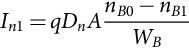 I_{n1} = qD_nA \frac{n_{B0} - n_{B1}}{W_B}